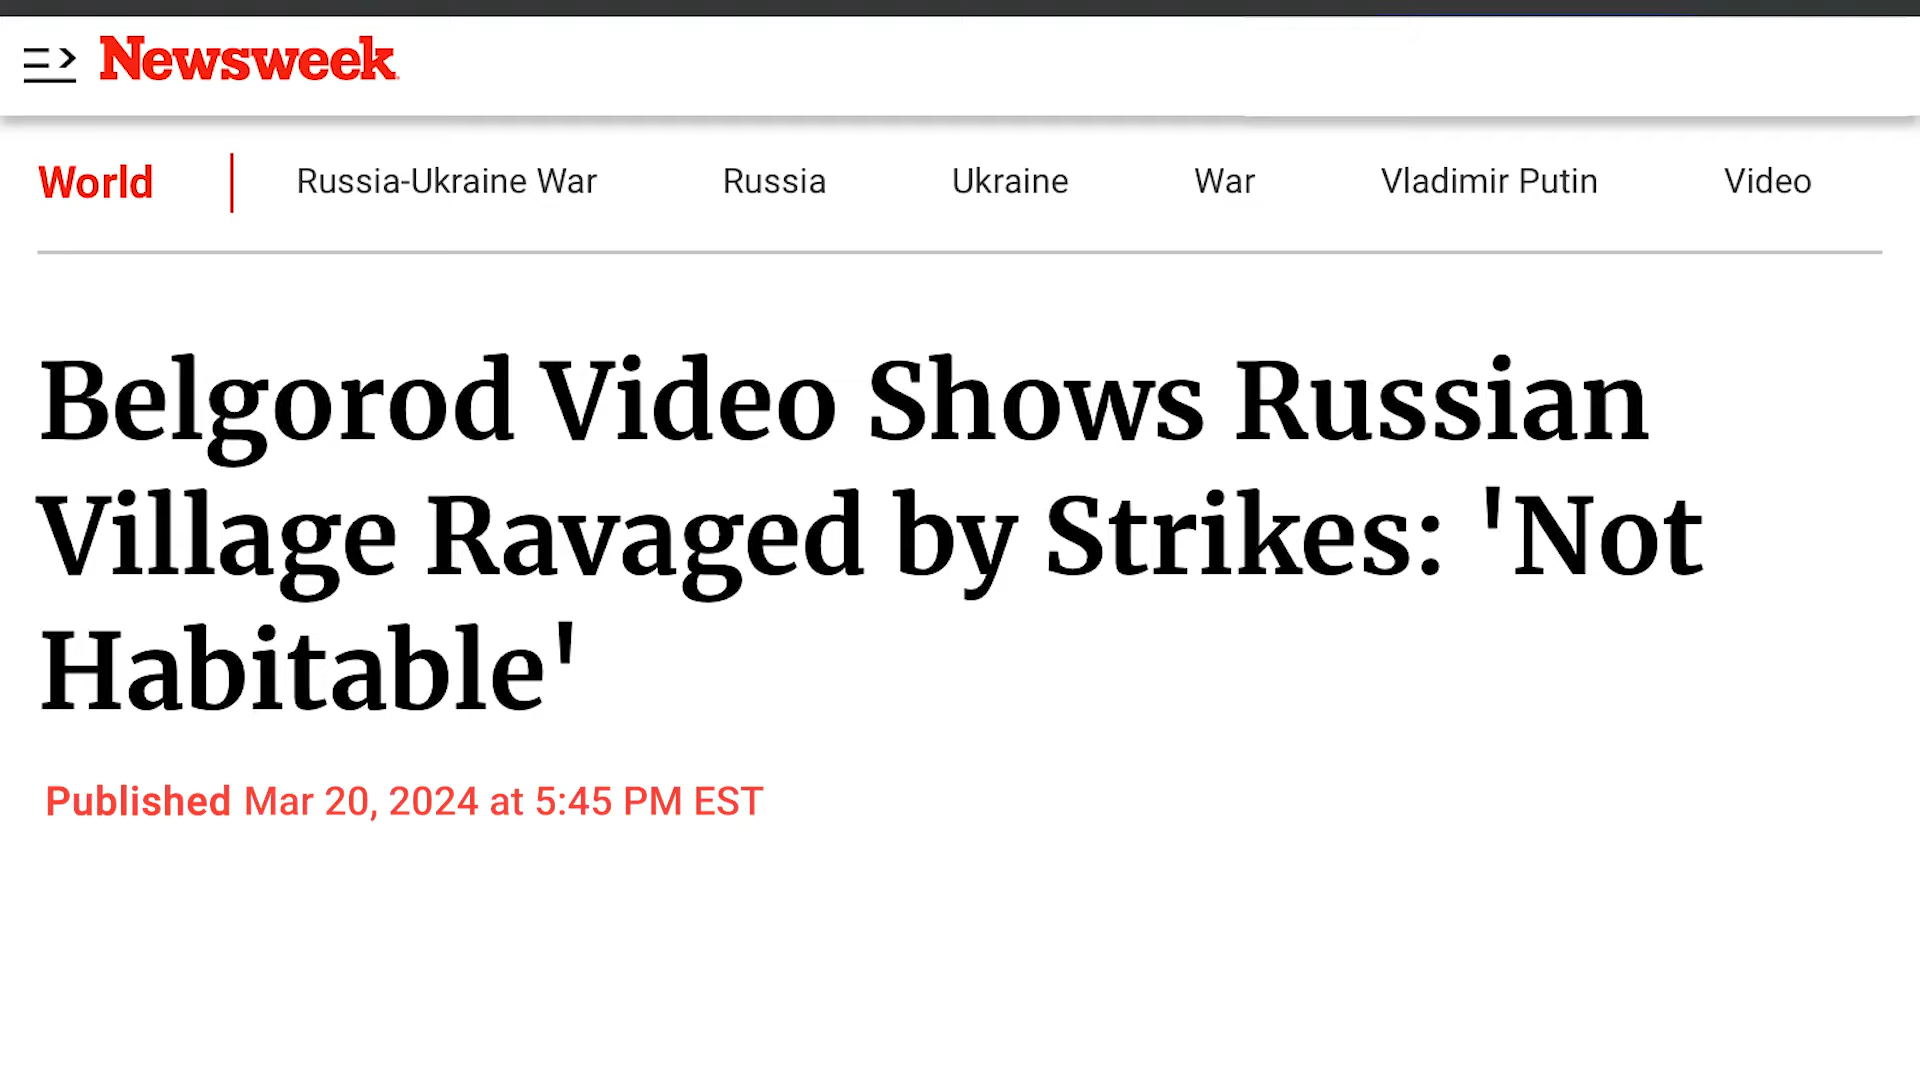 Newsweek
World
Russia-Ukraine War
Russia
Ukraine
War
Vladimir Putin
Video
Belgorod Video Shows Russian
Village Ravaged by Strikes: 'Not
Habitable'
Published Mar 20, 2024 at 5:45 PM EST